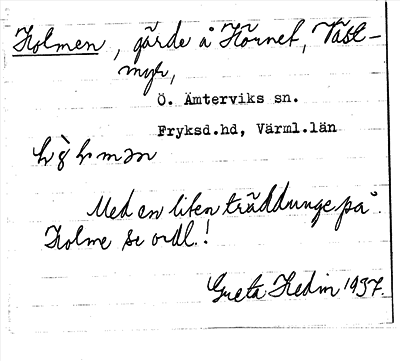 Holmen, gärde å Hörnet, Väst-
myr,
Ö. Ämterviks sn.
Fryksd.hd, Värml.län
Med en liten träddunge på
Holme se ordl.!
Greta Hedin 1937.